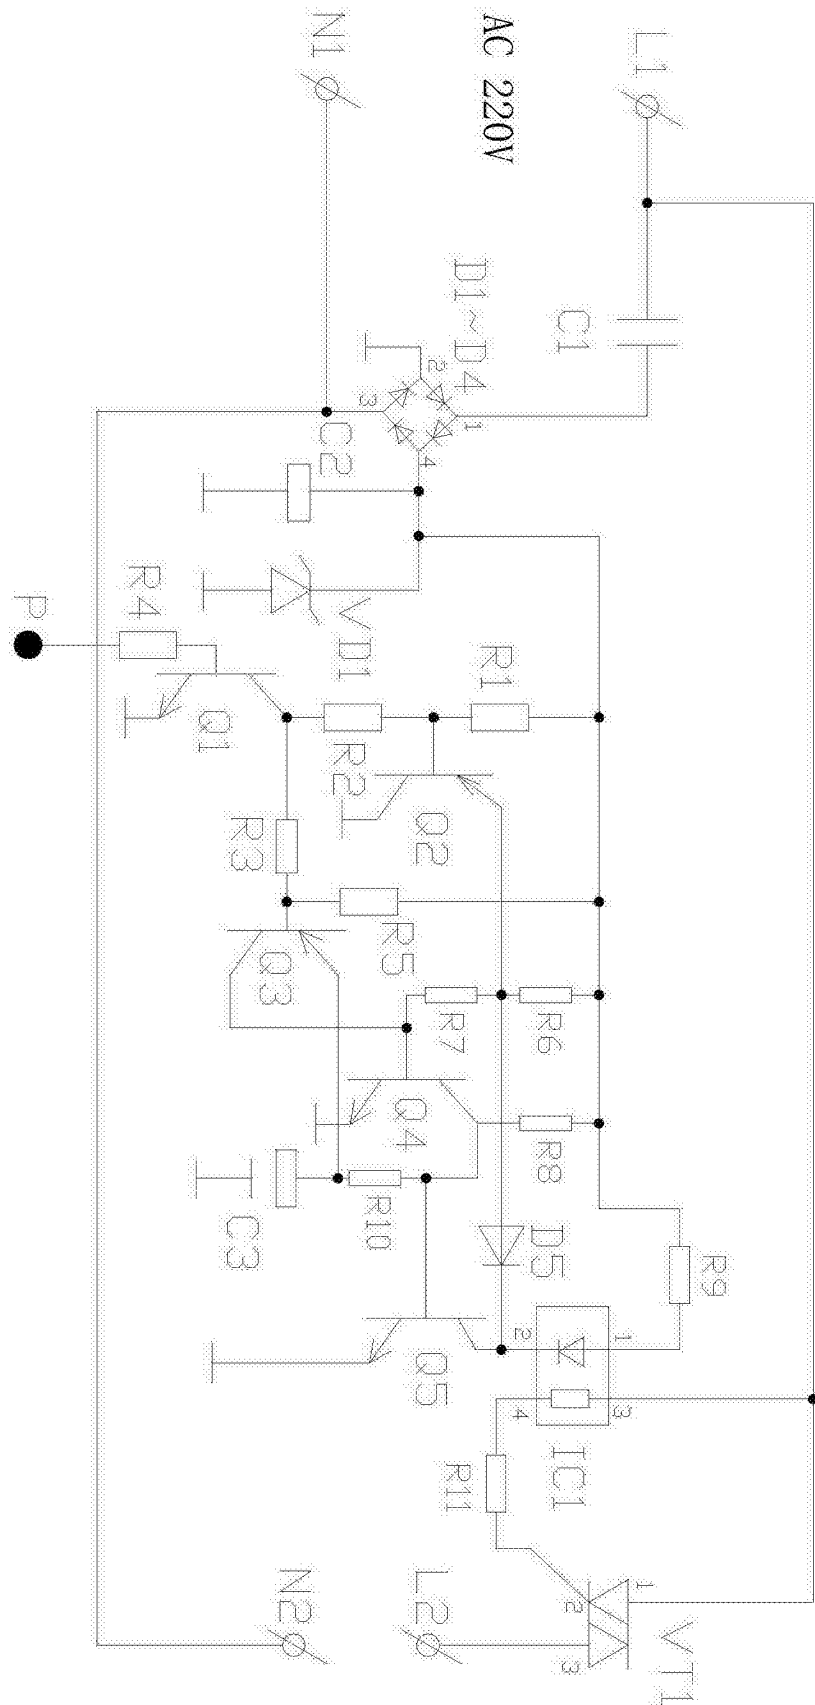 L1
AC 220V
N1
C1
D1~D4
1
2
3
4
C2
VD1
R1
R2
R4
P
Q1
Q2
R3
R5
Q3
R6
R7
Q4
R8
R10
C3
D5
R9
Q5
1
2
3
4
IC1
R11
1
2
3
VT1
L2
N2